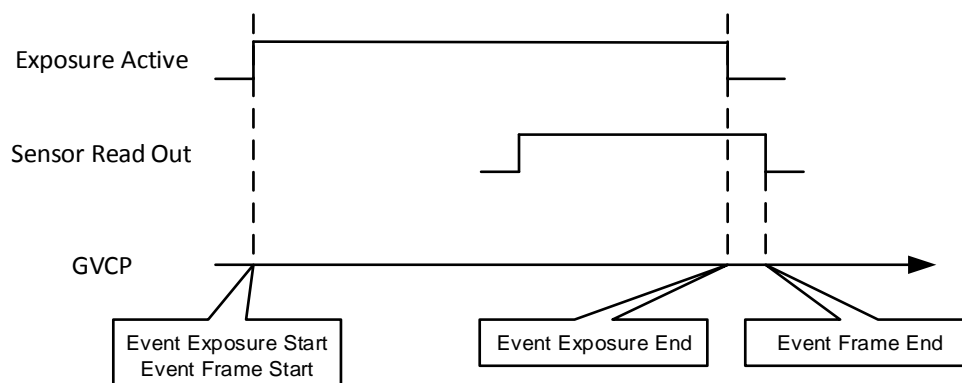 Exposure Active
Sensor Read Out
GVCP
Event Exposure Start
Event Frame Start
Event Exposure End
Event Frame End